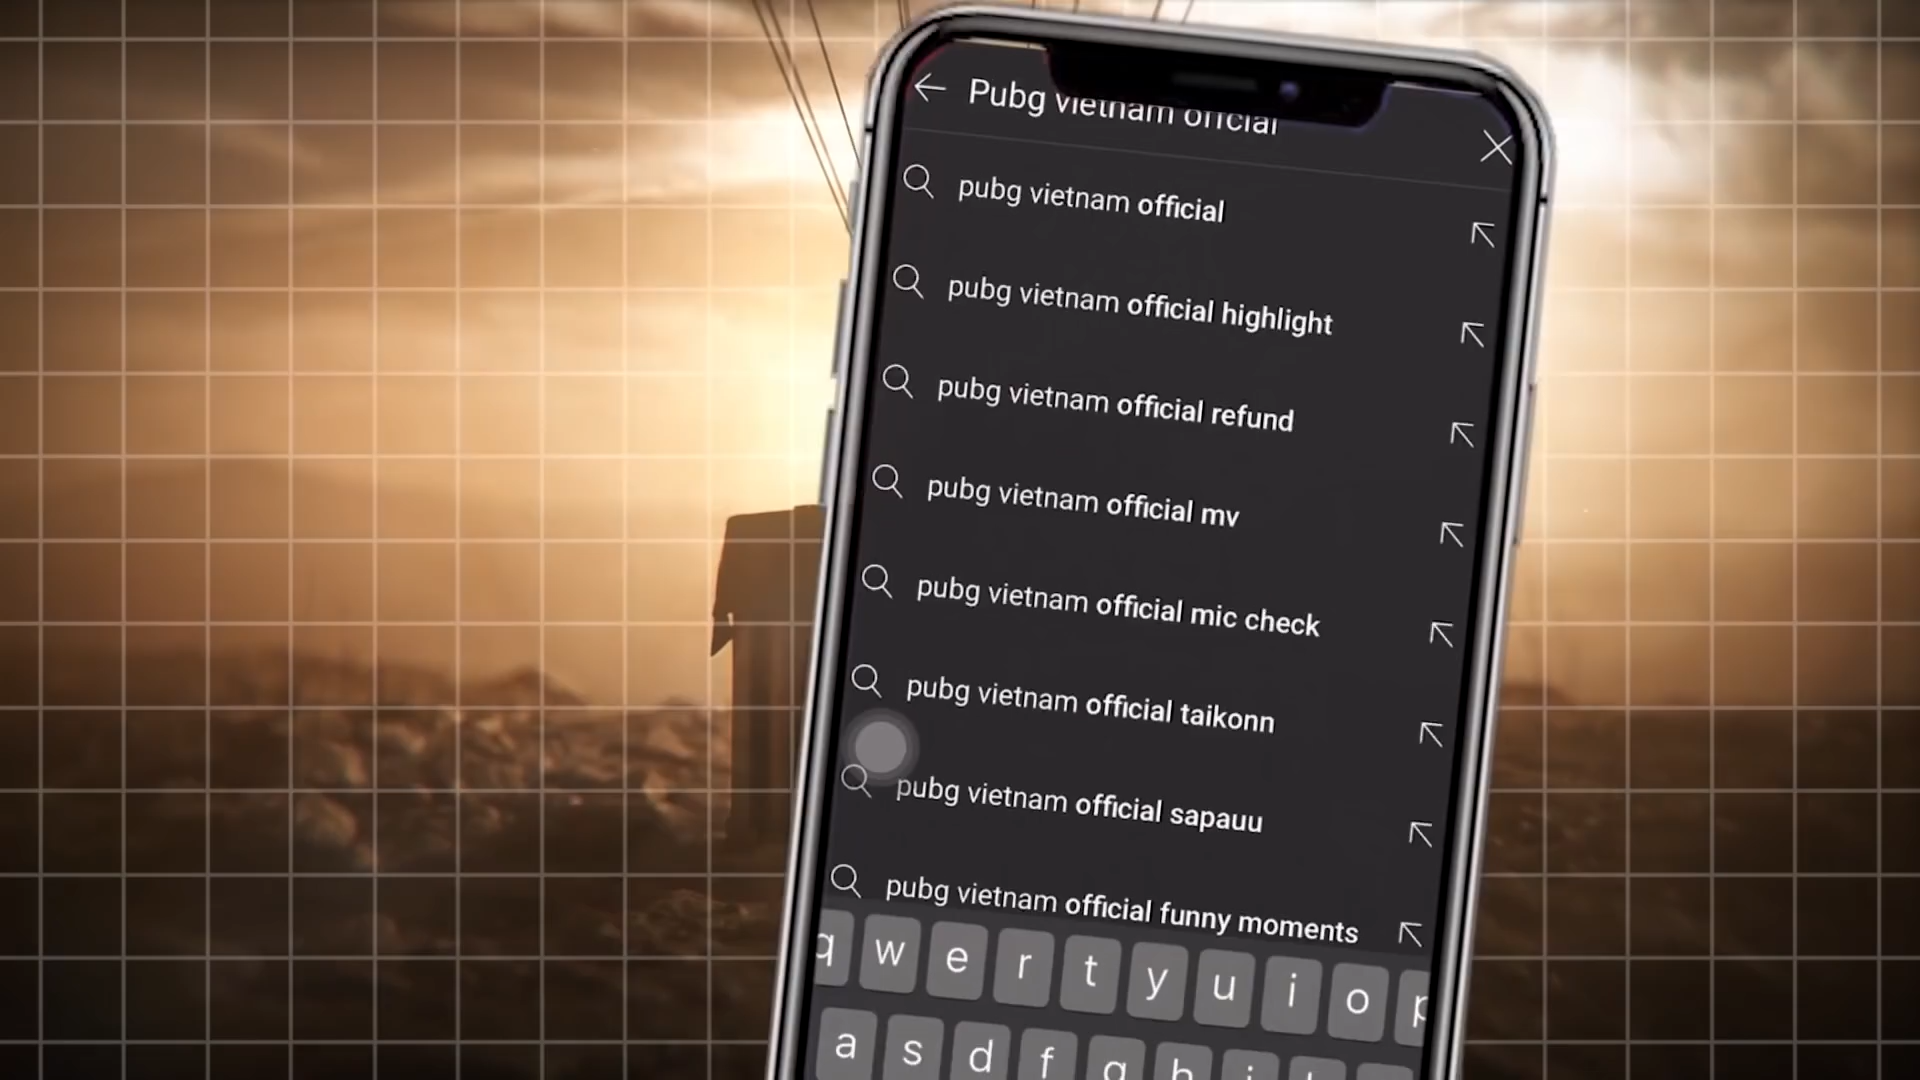 Pubg vietnam offcial
pubg vietnam official
pubg vietnam official highlight
pubg vietnam official refund
pubg vietnam official mv
pubg vietnam official mic check
pubg vietnam official taikonn
pubg vietnam official sapauu
pubg vietnam official funny moments
q w e r t y u i o p
a s d f g h j